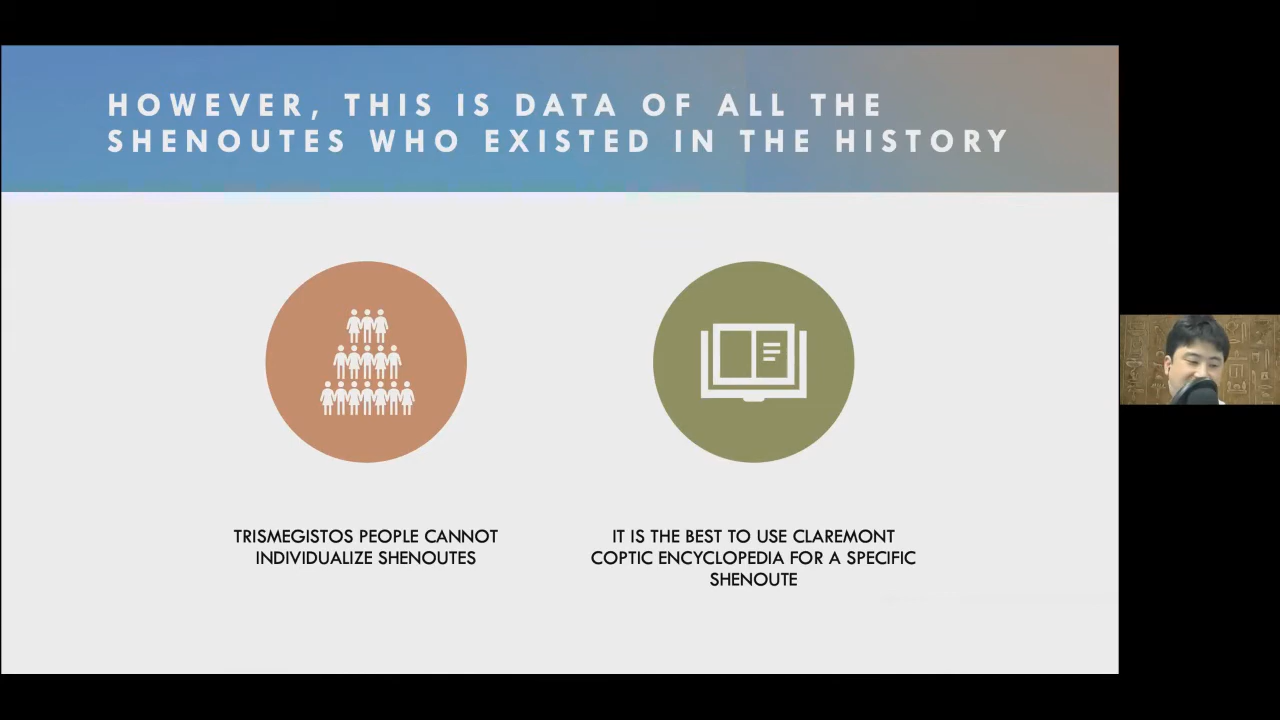 HOWEVER, THIS IS DATA OF ALL THE
SHENOUTES WHO EXISTED IN THE HISTORY
TRISMEGISTOS PEOPLE CANNOT
INDIVIDUALIZE SHENOUTES
IT IS THE BEST TO USE CLAREMONT
COPTIC ENCYCLOPEDIA FOR A SPECIFIC
SHENOUTE